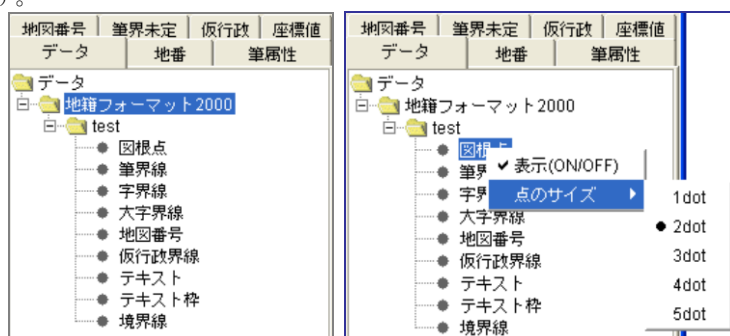 す。
地図番号 筆界未定 仮行政 座標値
データ 地番 筆属性
データ
地籍フォーマット2000
test
図根点
筆界線
字界線
大字界線
地図番号
仮行政界線
テキスト
テキスト枠
境界線
地図番号 筆界未定 仮行政 座標値
データ 地番 筆属性
データ
地籍フォーマット2000
test
図根点
✔表示(ON/OFF)
筆界
字界
点のサイズ
1dot
2dot
3dot
4dot
5dot
大字界線
地図番号
仮行政界線
テキスト
テキスト枠
境界線